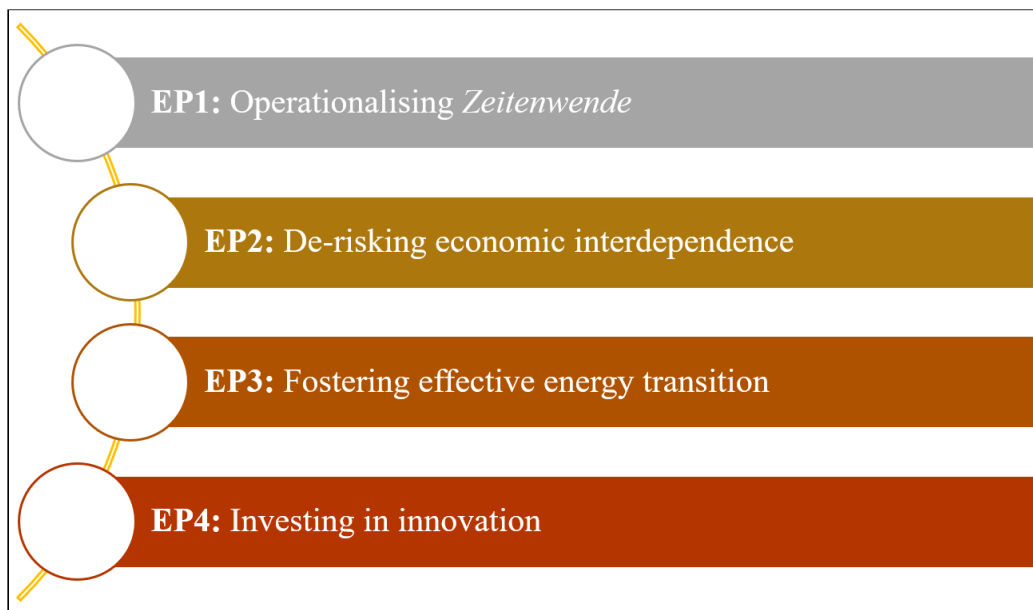 EP1: Operationalising Zeitenwende
EP2: De-risking economic interdependence
EP3: Fostering effective energy transition
EP4: Investing in innovation